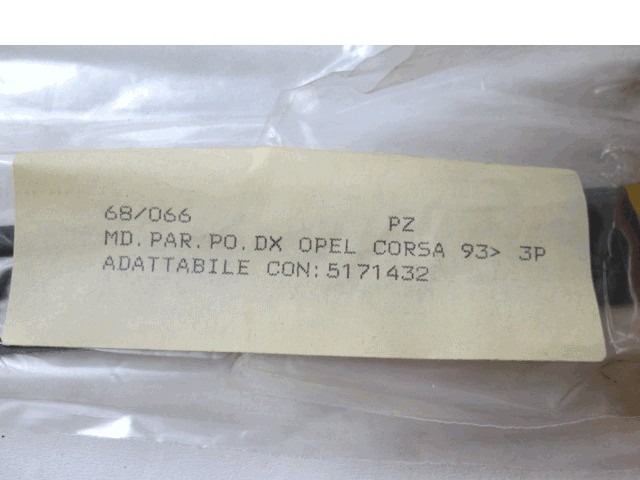 68/066 PZ
MD.PAR.PO.DX OPEL CORSA 93> 3P
ADATTABILE CON:5171432